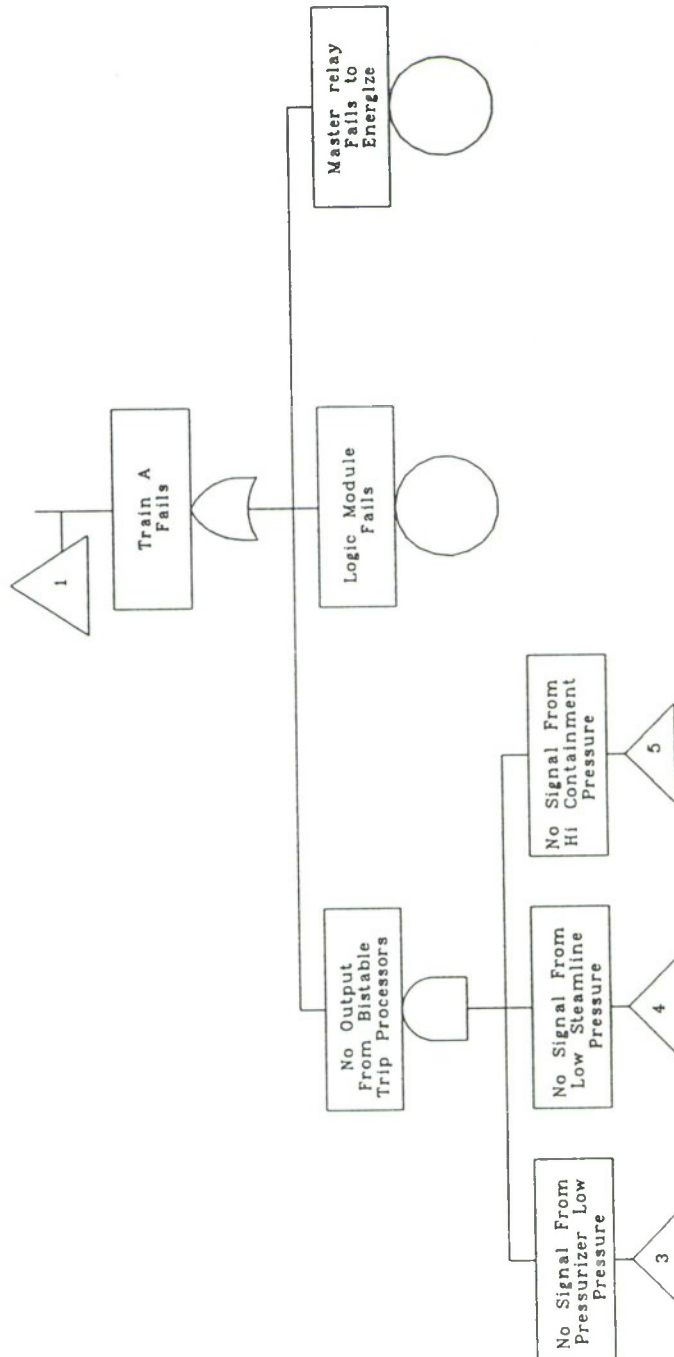 1
Train A
Fails
No Output
From Bistable
Trip Processors
Logic Module
Fails
Master relay
Fails to
Energize
No Signal From
Pressurizer Low
Pressure
No Signal From
Low Steamline
Pressure
No Signal From
Hi Containment
Pressure
3
4
5